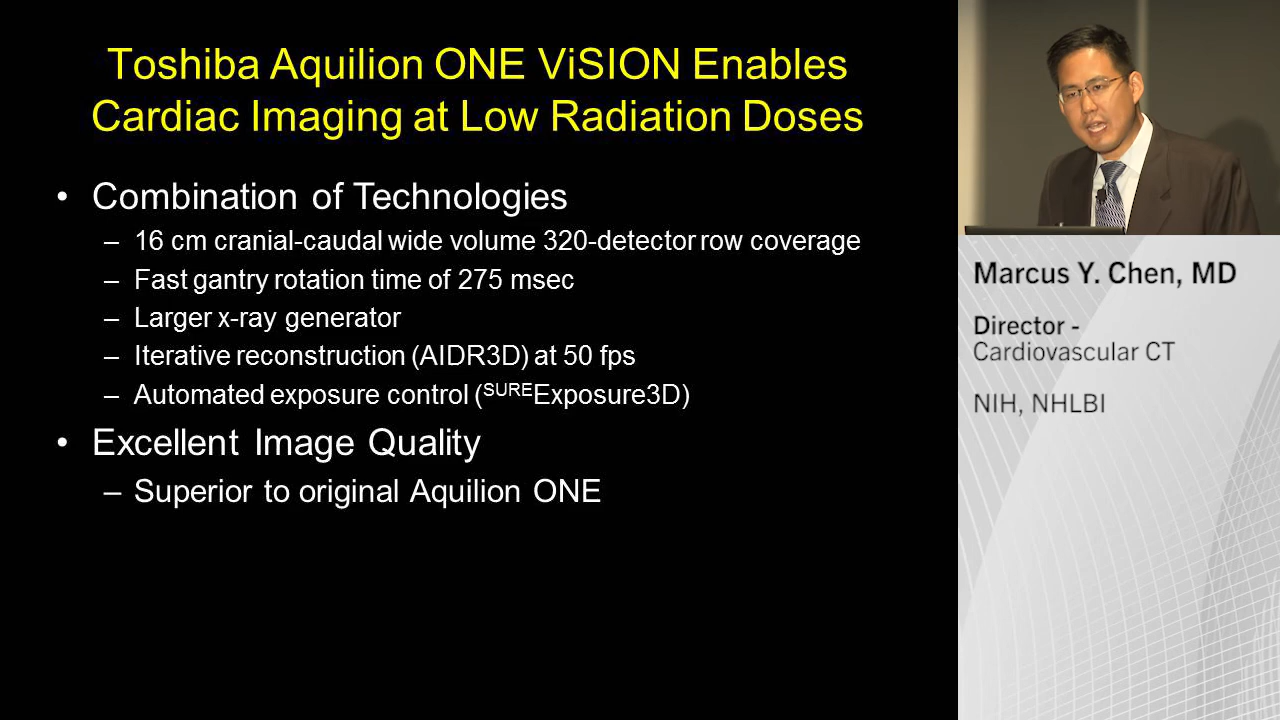 Toshiba Aquilion ONE ViSION Enables
Cardiac Imaging at Low Radiation Doses
• Combination of Technologies
– 16 cm cranial-caudal wide volume 320-detector row coverage
– Fast gantry rotation time of 275 msec
– Larger x-ray generator
– Iterative reconstruction (AIDR3D) at 50 fps
– Automated exposure control (SUREExposure3D)
• Excellent Image Quality
– Superior to original Aquilion ONE
Marcus Y. Chen, MD
Director -
Cardiovascular CT
NIH, NHLBI